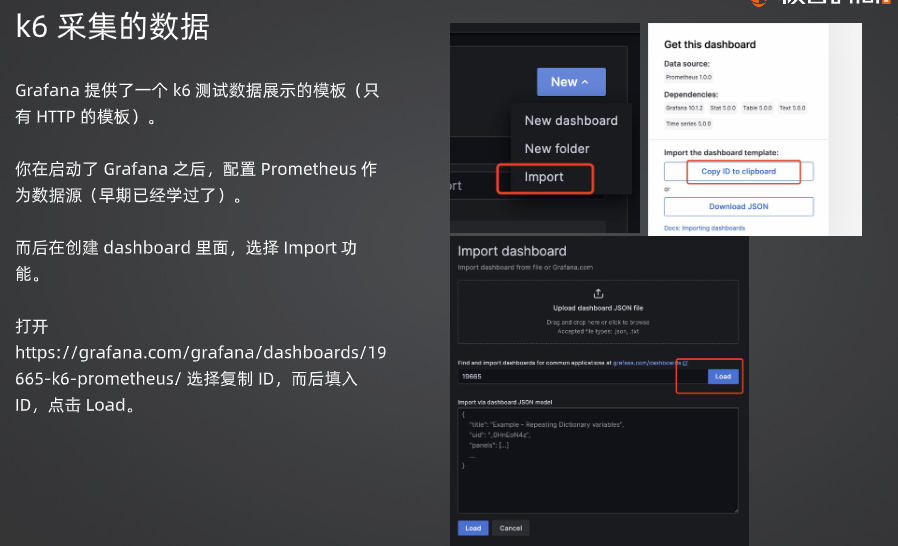 k6 采集的数据
Grafana 提供了一个 k6 测试数据展示的模板（只
有 HTTP 的模板）。
你在启动了 Grafana 之后，配置 Prometheus 作
为数据源（早期已经学过了）。
而后在创建 dashboard 里面，选择 Import 功
能。
打开
https://grafana.com/grafana/dashboards/19
665-k6-prometheus/ 选择复制 ID，而后填入
ID，点击 Load。
New
New dashboard
New folder
Import
ort
Get this dashboard
Data source:
Prometheus 1.0.0
Dependencies:
Grafana 10.1.2 Stat 5.0.0 Table 5.0.0 Text 5.0.0
Time series 5.0.0
Import the dashboard template:
Copy ID to clipboard
or
Download JSON
Docs: Importing dashboards
Import dashboard
Import dashboard from file or Grafana.com
Upload dashboard JSON file
Drag and drop here or click to browse
Accepted file types: .json, .txt
Find and import dashboards for common applications at grafana.com/dashboards
19665 Load
Import via dashboard JSON model
{
"title": "Example - Repeating Dictionary variables",
"uid": "_0HnEoN4z",
"panels": [...]
...
}
Load Cancel